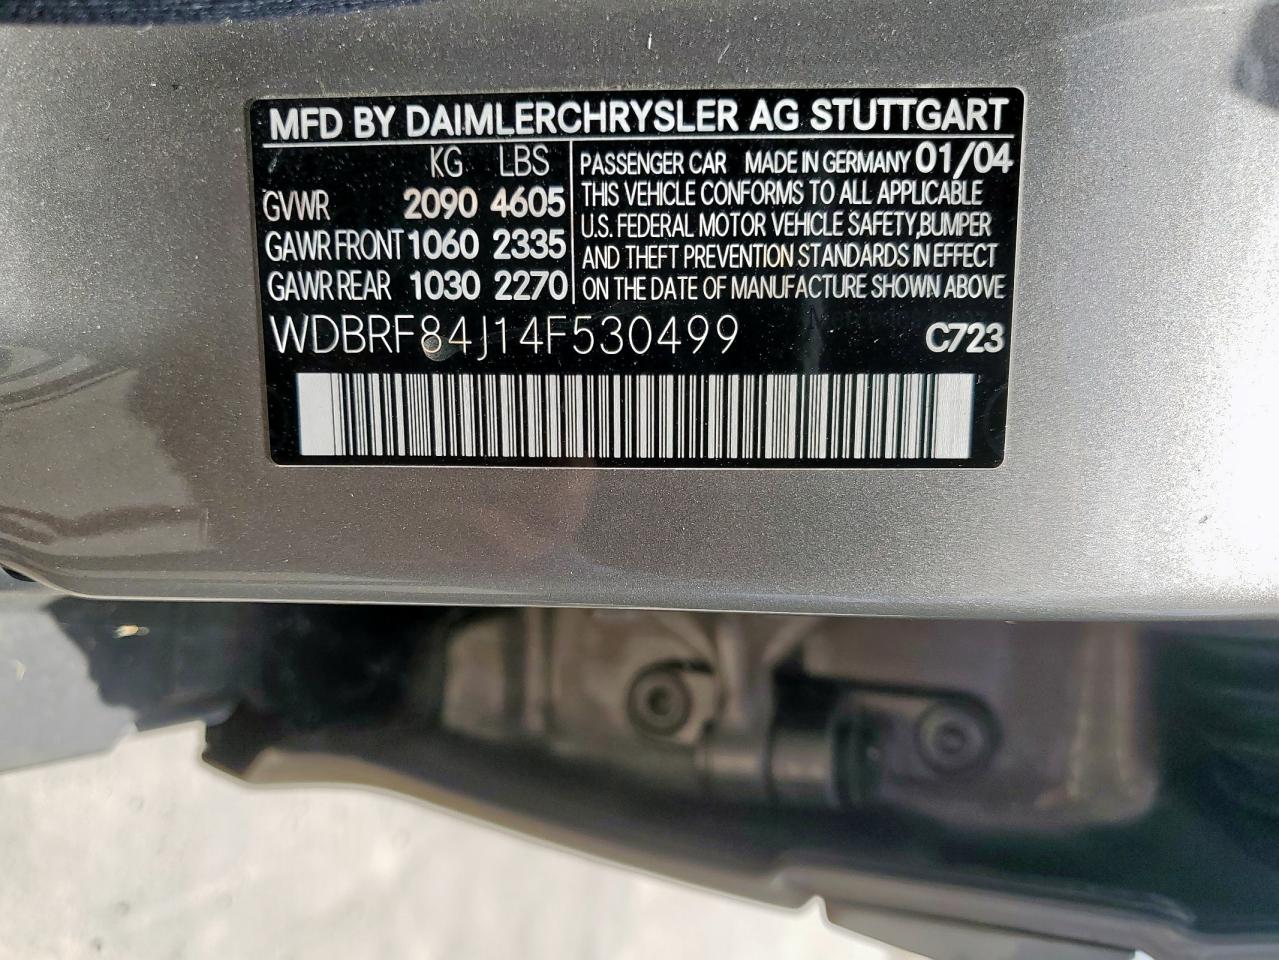 MFD BY DAIMLERCHRYSLER AG STUTTGART
KG LBS
GVWR 2090 4605
GAWR FRONT 1060 2335
GAWR REAR 1030 2270
PASSENGER CAR MADE IN GERMANY 01/04
THIS VEHICLE CONFORMS TO ALL APPLICABLE
U.S. FEDERAL MOTOR VEHICLE SAFETY, BUMPER
AND THEFT PREVENTION STANDARDS IN EFFECT
ON THE DATE OF MANUFACTURE SHOWN ABOVE
WDBRF84J14F530499 C723